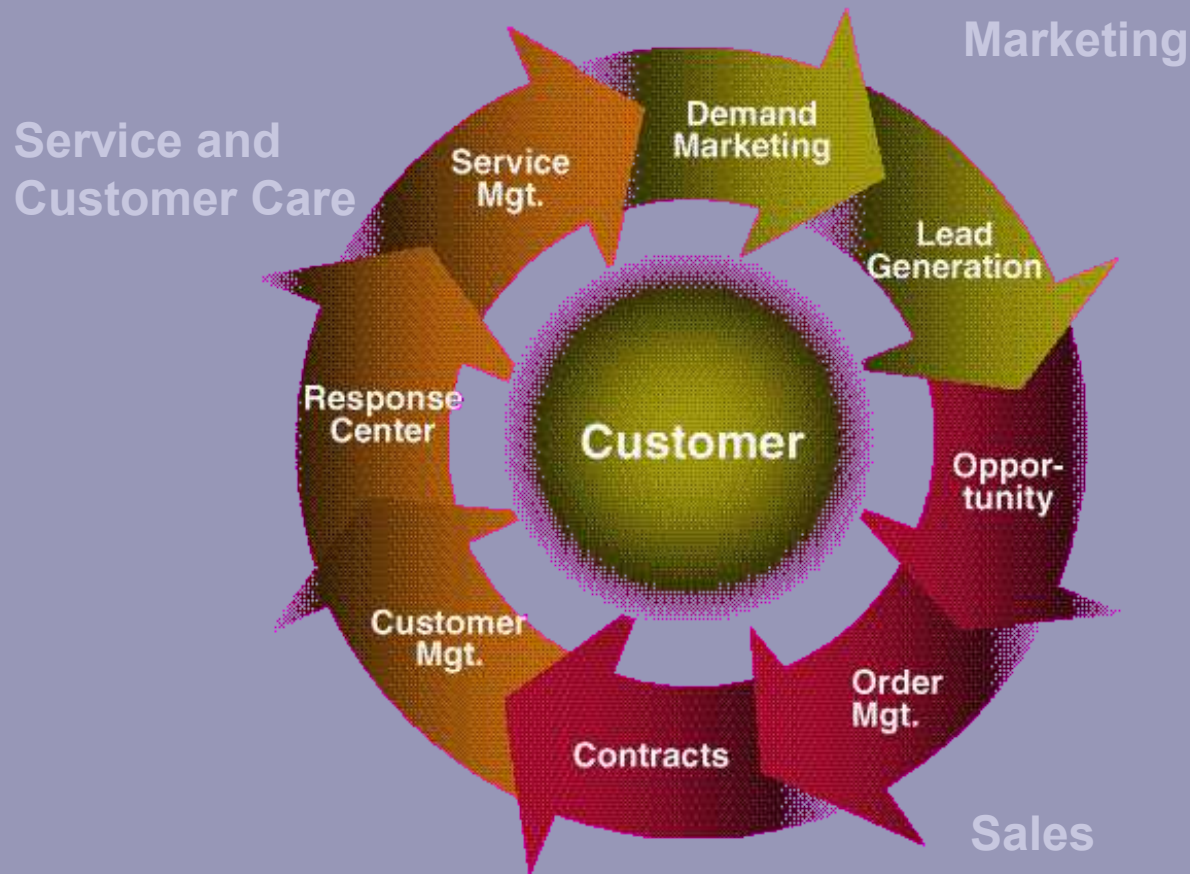 Marketing
Service and
Customer Care
Demand
Marketing
Service
Mgt.
Lead
Generation
Response
Center
Customer
Oppor-
tunity
Customer
Mgt.
Order
Mgt.
Contracts
Sales